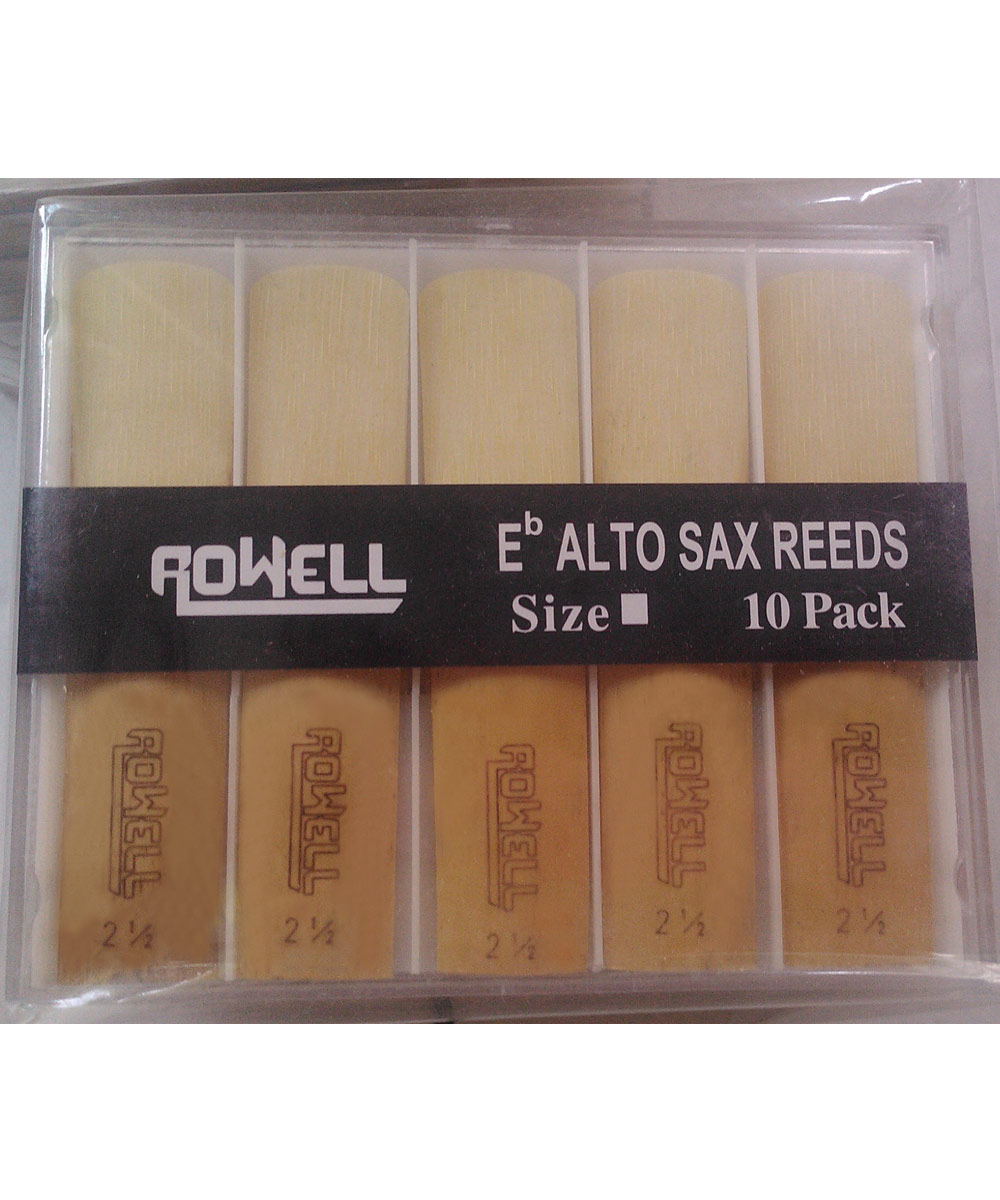 ROWELL
E♭ ALTO SAX REEDS
Size 10 Pack
ROWELL ROWELL ROWELL ROWELL ROWELL
2 ½ 2 ½ 2 ½ 2 ½ 2 ½